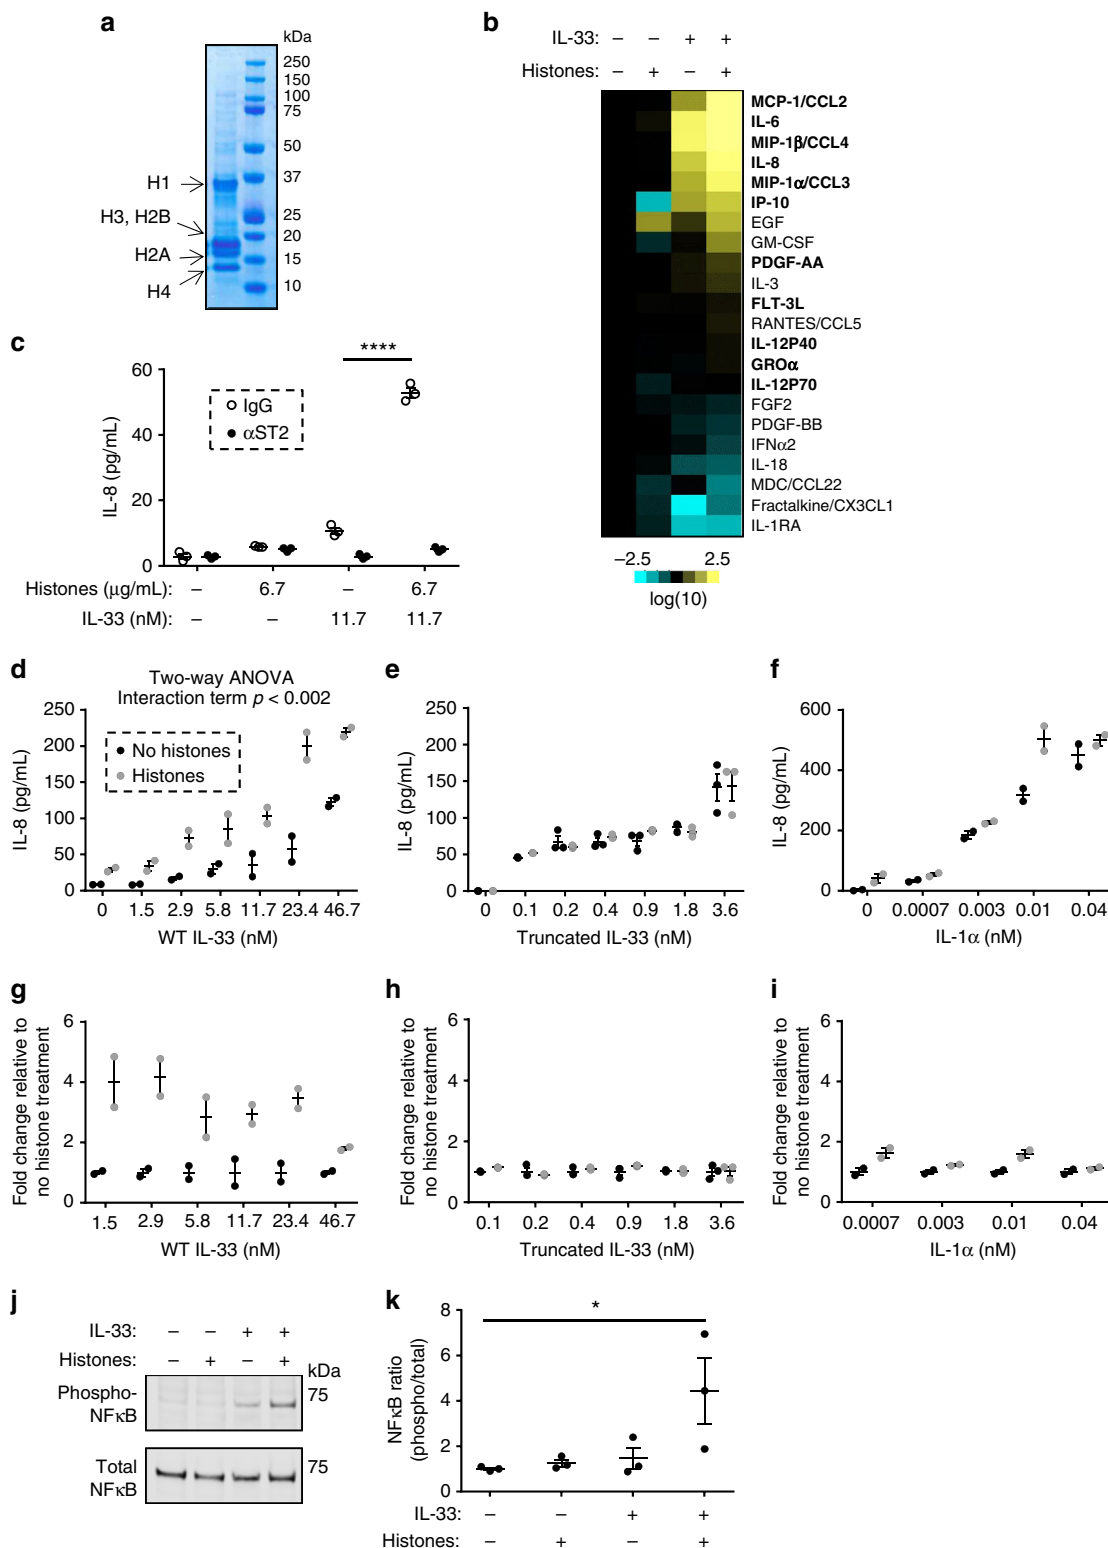 a
kDa
250
150
100
75
50
37
25
20
15
10
H1
H3, H2B
H2A
H4
b
IL-33: – – + +
Histones: – + – +
MCP-1/CCL2
IL-6
MIP-1β/CCL4
IL-8
MIP-1α/CCL3
IP-10
EGF
GM-CSF
PDGF-AA
IL-3
FLT-3L
RANTES/CCL5
IL-12P40
GROα
IL-12P70
FGF2
PDGF-BB
IFNα2
IL-18
MDC/CCL22
Fractalkine/CX3CL1
IL-1RA
–2.5 2.5
log(10)
c
****
IL-8 (pg/mL)
60
40
20
0
IgG
αST2
Histones (μg/mL): – 6.7 – 6.7
IL-33 (nM): – – 11.7 11.7
d
Two-way ANOVA
Interaction term p < 0.002
IL-8 (pg/mL)
250
200
150
100
50
0
No histones
Histones
0 1.5 2.9 5.8 11.7 23.4 46.7
WT IL-33 (nM)
e
IL-8 (pg/mL)
250
200
150
100
50
0
0 0.1 0.2 0.4 0.9 1.8 3.6
Truncated IL-33 (nM)
f
IL-8 (pg/mL)
600
400
200
0
0 0.0007 0.003 0.01 0.04
IL-1α (nM)
g
Fold change relative to
no histone treatment
6
4
2
0
1.5 2.9 5.8 11.7 23.4 46.7
WT IL-33 (nM)
h
Fold change relative to
no histone treatment
6
4
2
0
0.1 0.2 0.4 0.9 1.8 3.6
Truncated IL-33 (nM)
i
Fold change relative to
no histone treatment
6
4
2
0
0.0007 0.003 0.01 0.04
IL-1α (nM)
j
IL-33: – – + +
Histones: – + – +
kDa
Phospho-
NFκB
75
Total
NFκB
75
k
*
NFκB ratio
(phospho/total)
8
6
4
2
0
IL-33: – – + +
Histones: – + – +